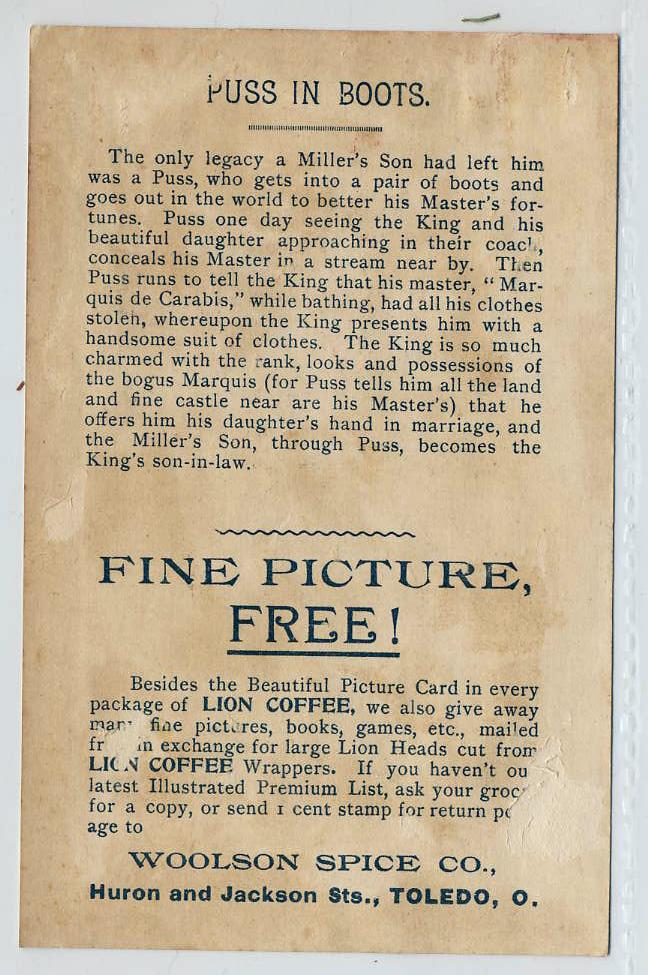 PUSS IN BOOTS.
The only legacy a Miller's Son had left him
was a Puss, who gets into a pair of boots and
goes out in the world to better his Master's for-
tunes. Puss one day seeing the King and his
beautiful daughter approaching in their coach,
conceals his Master in a stream near by. Then
Puss runs to tell the King that his master, "Mar-
quis de Carabis," while bathing, had all his clothes
stolen, whereupon the King presents him with a
handsome suit of clothes. The King is so much
charmed with the rank, looks and possessions of
the bogus Marquis (for Puss tells him all the land
and fine castle near are his Master's) that he
offers him his daughter's hand in marriage, and
the Miller's Son, through Puss, becomes the
King's son-in-law.
FINE PICTURE,
FREE!
Besides the Beautiful Picture Card in every
package of LION COFFEE, we also give away
many fine pictures, books, games, etc., mailed
in exchange for large Lion Heads cut from
LION COFFEE Wrappers. If you haven't
latest Illustrated Premium List, ask your
for a copy, or send 1 cent stamp for return
age to
WOOLSON SPICE CO.,
Huron and Jackson Sts., TOLEDO, O.